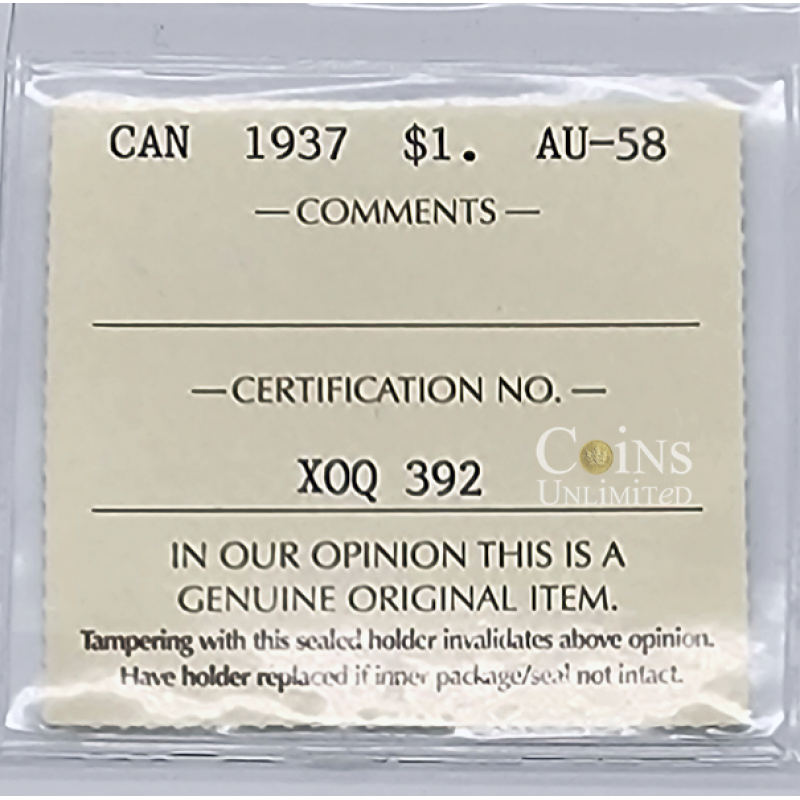 CAN 1937 $1. AU-58
— COMMENTS —
— CERTIFICATION NO. —
XOQ 392
COiNS
UNLiMiTED
IN OUR OPINION THIS IS A
GENUINE ORIGINAL ITEM.
Tampering with this sealed holder invalidates above opinion.
Have holder replaced if inner package/seal not intact.